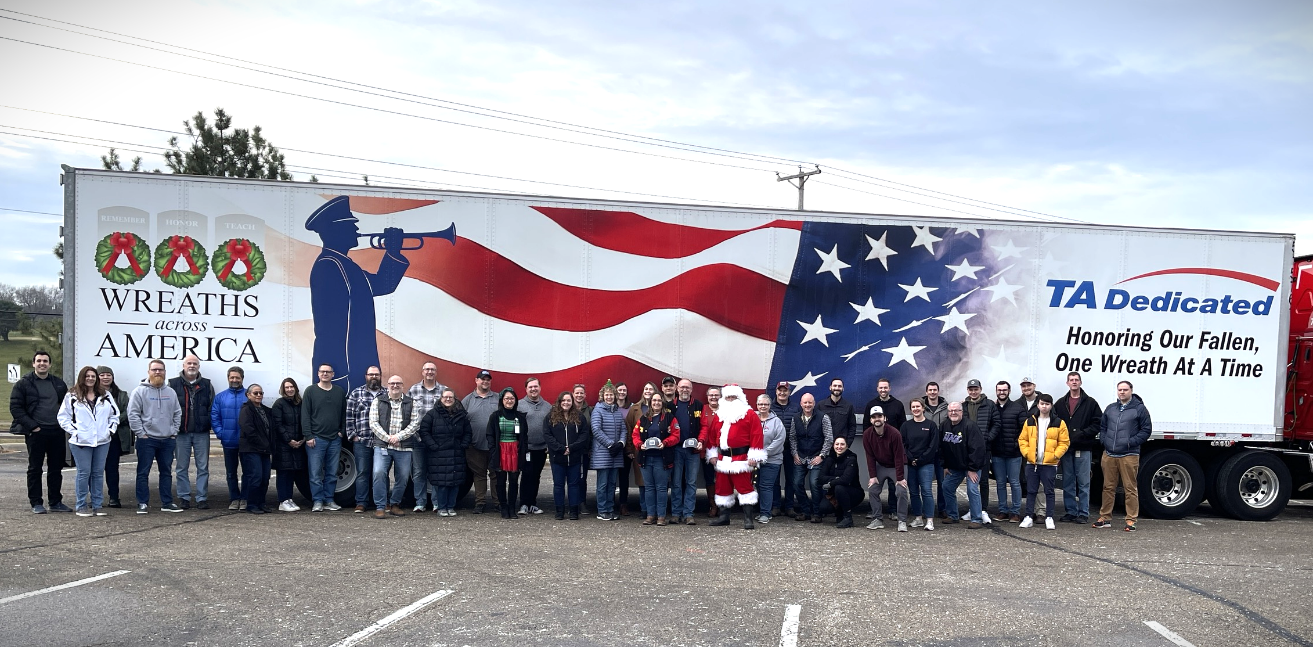 REMEMBER HONOR TEACH
WREATHS
across
AMERICA
TA Dedicated
Honoring Our Fallen,
One Wreath At A Time